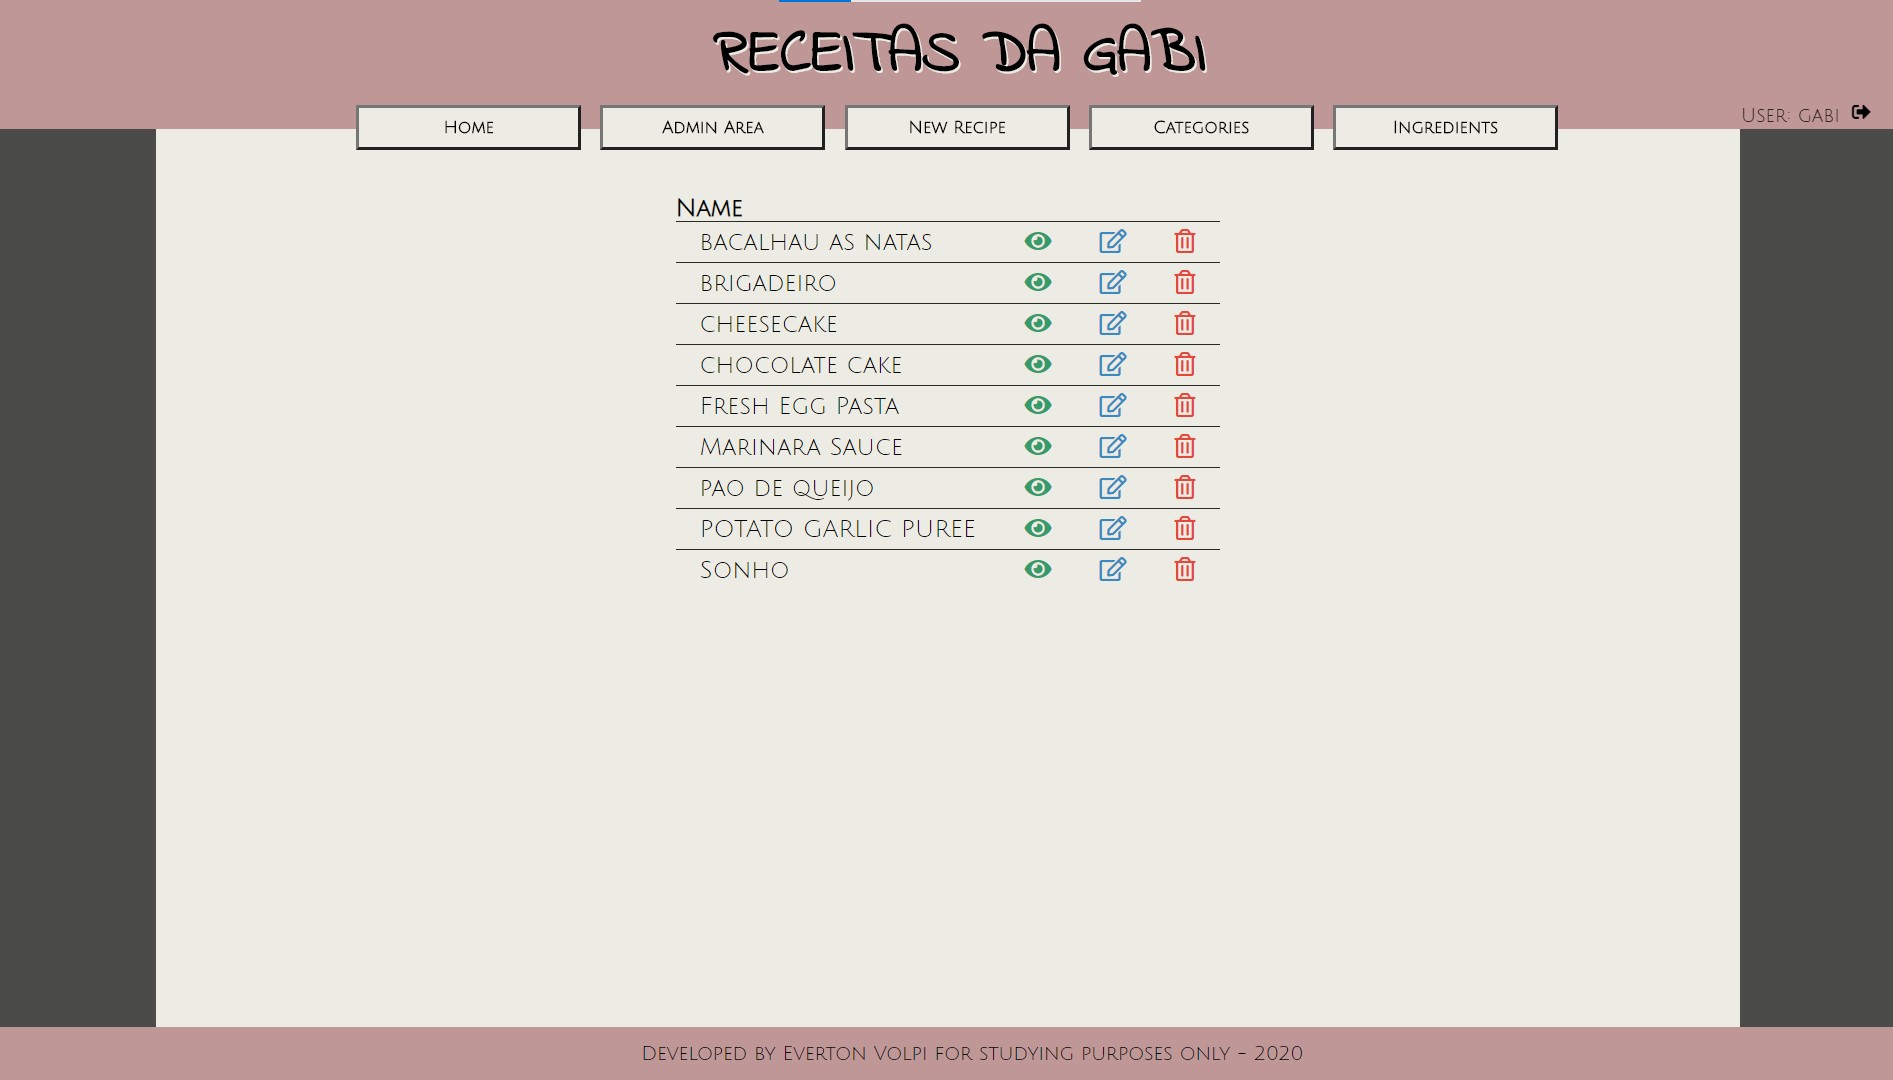 RECEITAS DA GABI
Home Admin Area New Recipe Categories Ingredients
User: gabi
Name
bacalhau as natas
brigadeiro
cheesecake
chocolate cake
Fresh Egg Pasta
Marinara Sauce
pao de queijo
potato garlic puree
Sonho
Developed by Everton Volpi for studying purposes only - 2020